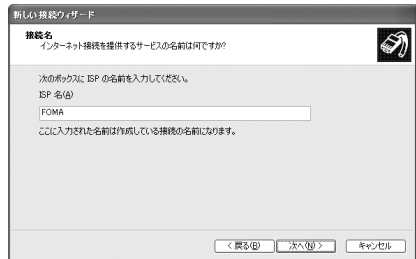 新しい接続ウィザード
接続名
インターネット接続を提供するサービスの名前は何ですか?
次のボックスに ISP の名前を入力してください。
ISP 名(A)
FOMA
ここに入力された名前は作成している接続の名前になります。
< 戻る(B) 次へ(N) > キャンセル